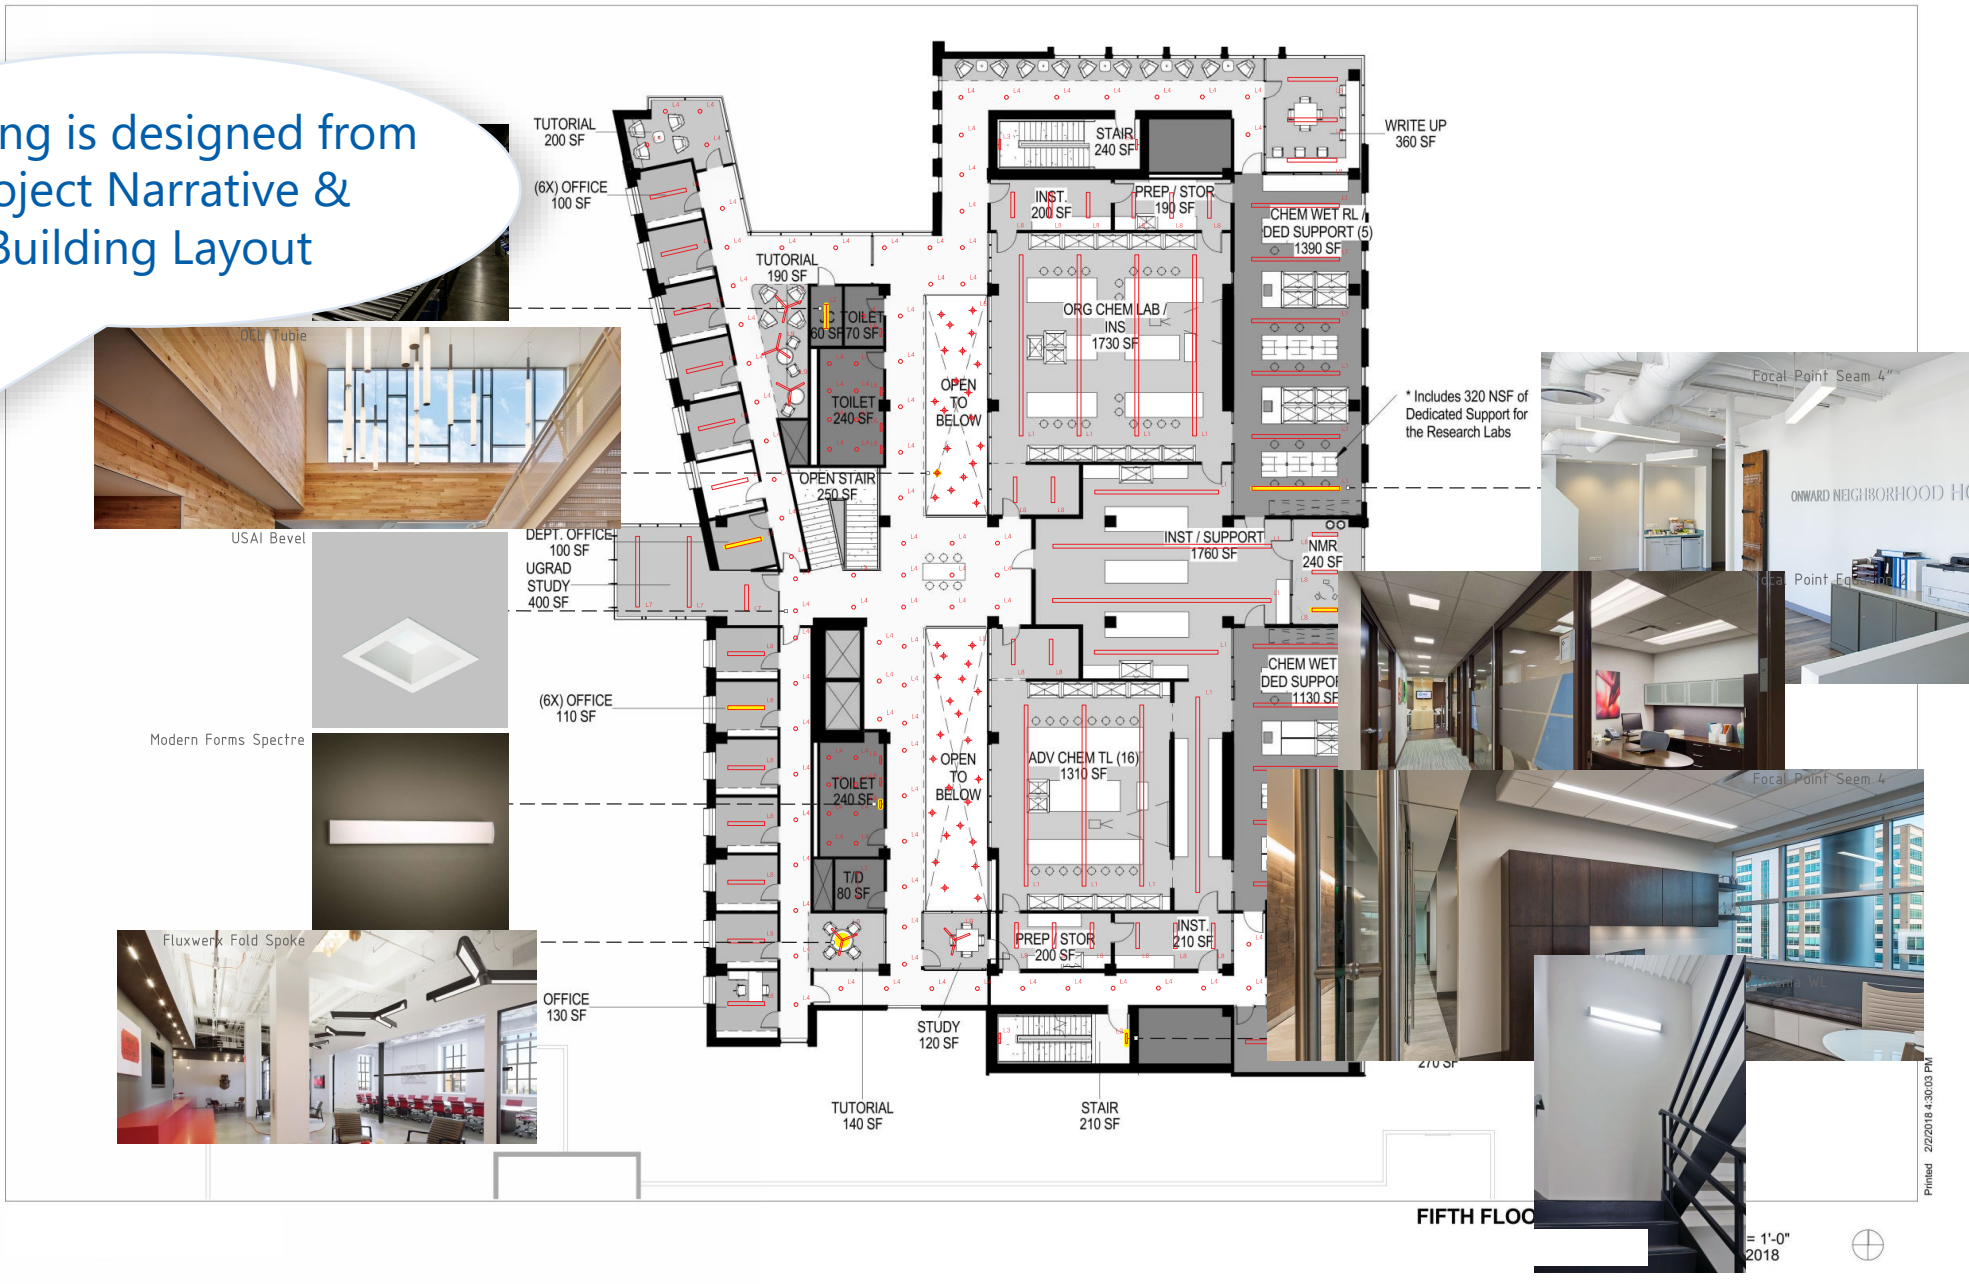 ng is designed from
oject Narrative &
Building Layout
OCL Tubie
USAI Bevel
Modern Forms Spectre
Fluxwerx Fold Spoke
TUTORIAL
200 SF
(6X) OFFICE
100 SF
TUTORIAL
190 SF
60 SF
TOILET
70 SF
TOILET
240 SF
OPEN STAIR
250 SF
OPEN
TO
BELOW
DEPT. OFFICE
100 SF
UGRAD
STUDY
400 SF
(6X) OFFICE
110 SF
TOILET
240 SF
T/D
80 SF
OPEN
TO
BELOW
OFFICE
130 SF
TUTORIAL
140 SF
STUDY
120 SF
STAIR
210 SF
STAIR
240 SF
WRITE UP
360 SF
INST.
200 SF
PREP / STOR
190 SF
CHEM WET RL /
DED SUPPORT (5)
1390 SF
ORG CHEM LAB /
INS
1730 SF
* Includes 320 NSF of
Dedicated Support for
the Research Labs
INST / SUPPORT
1760 SF
NMR
240 SF
CHEM WET
DED SUPPOR
1130 SF
ADV CHEM TL (16)
1310 SF
PREP / STOR
200 SF
INST.
210 SF
270 SF
Focal Point Seam 4"
ONWARD NEIGHBORHOOD HO
Focal Point Seem 4
Printed 2/2/2018 4:30:03 PM
FIFTH FLOO
= 1'-0"
2018